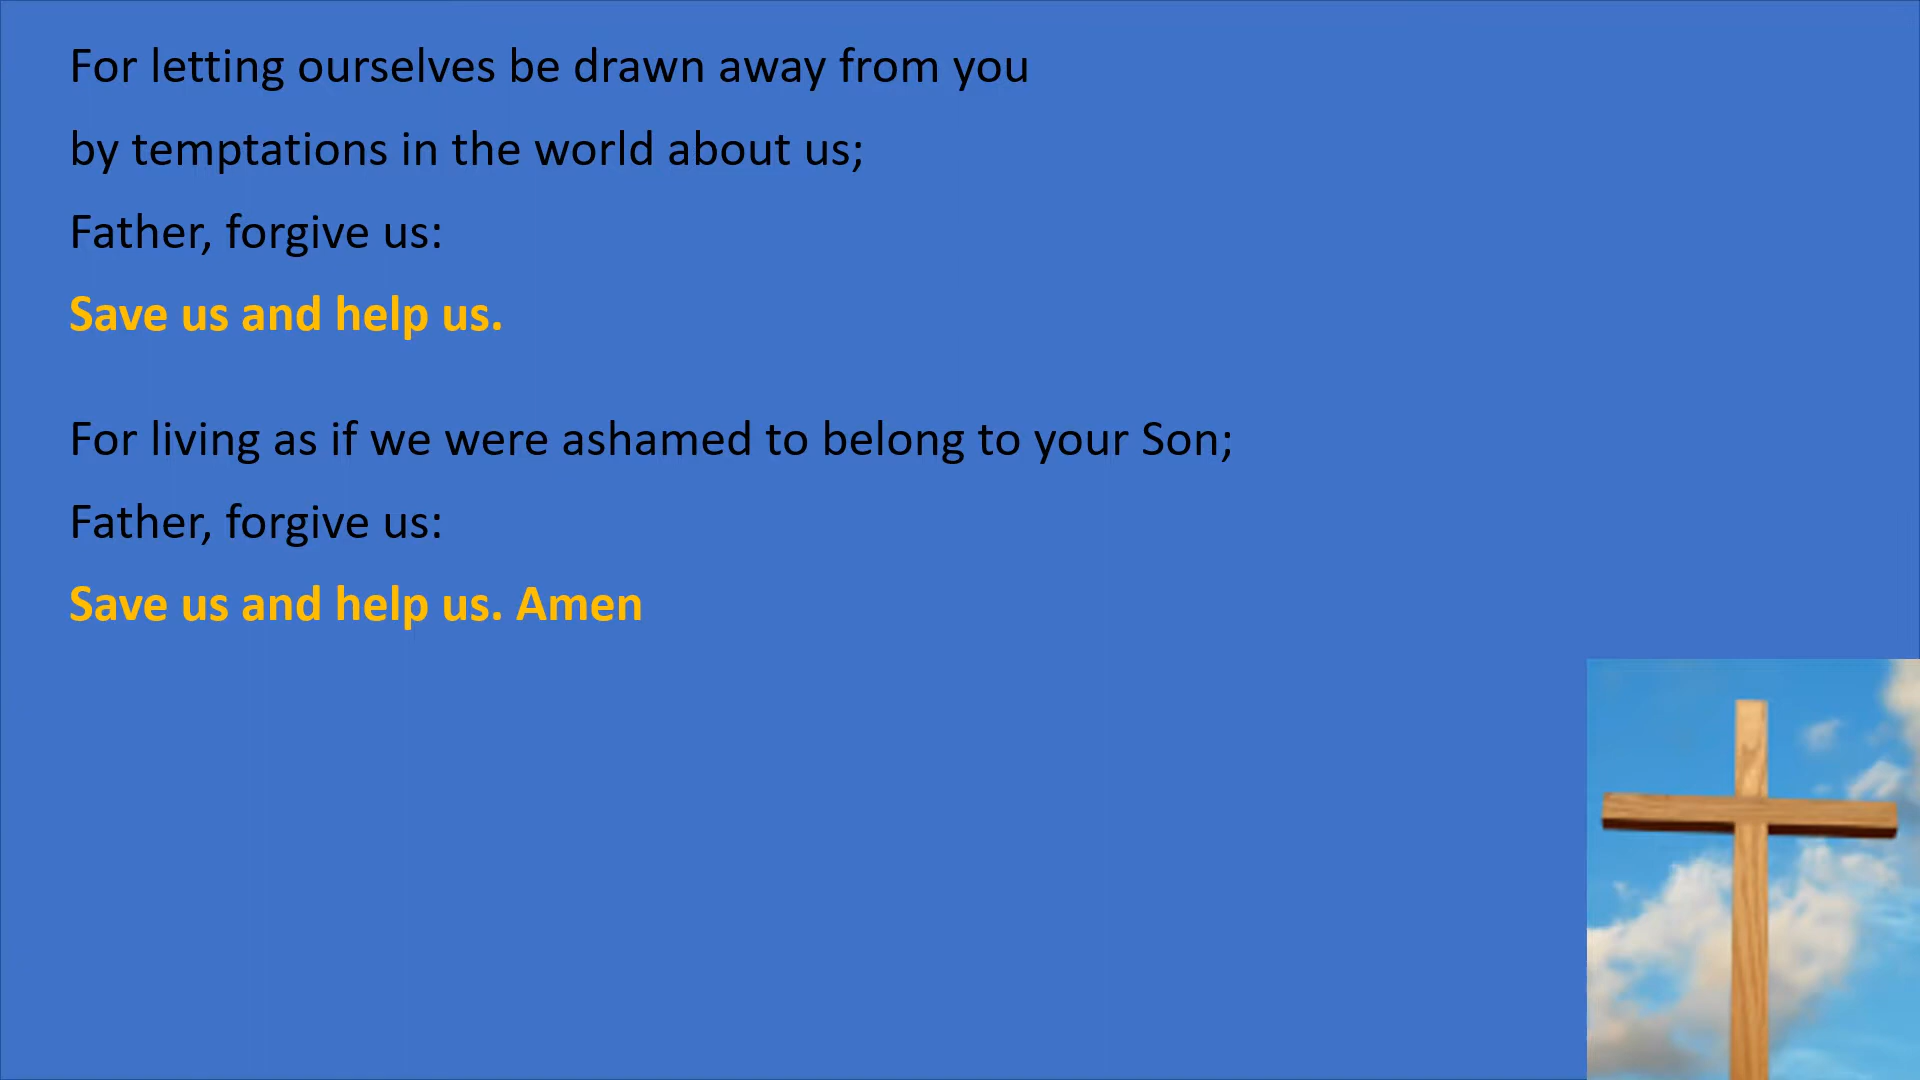 For letting ourselves be drawn away from you
by temptations in the world about us;
Father, forgive us:
Save us and help us.
For living as if we were ashamed to belong to your Son;
Father, forgive us:
Save us and help us. Amen